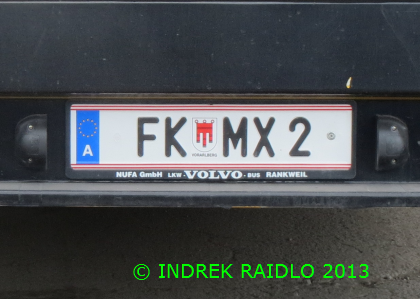 FK MX 2
A
VORARLBERG
NUFA GmbH LKW -VOLVO- BUS RANKWEIL
© INDREK RAIDLO 2013